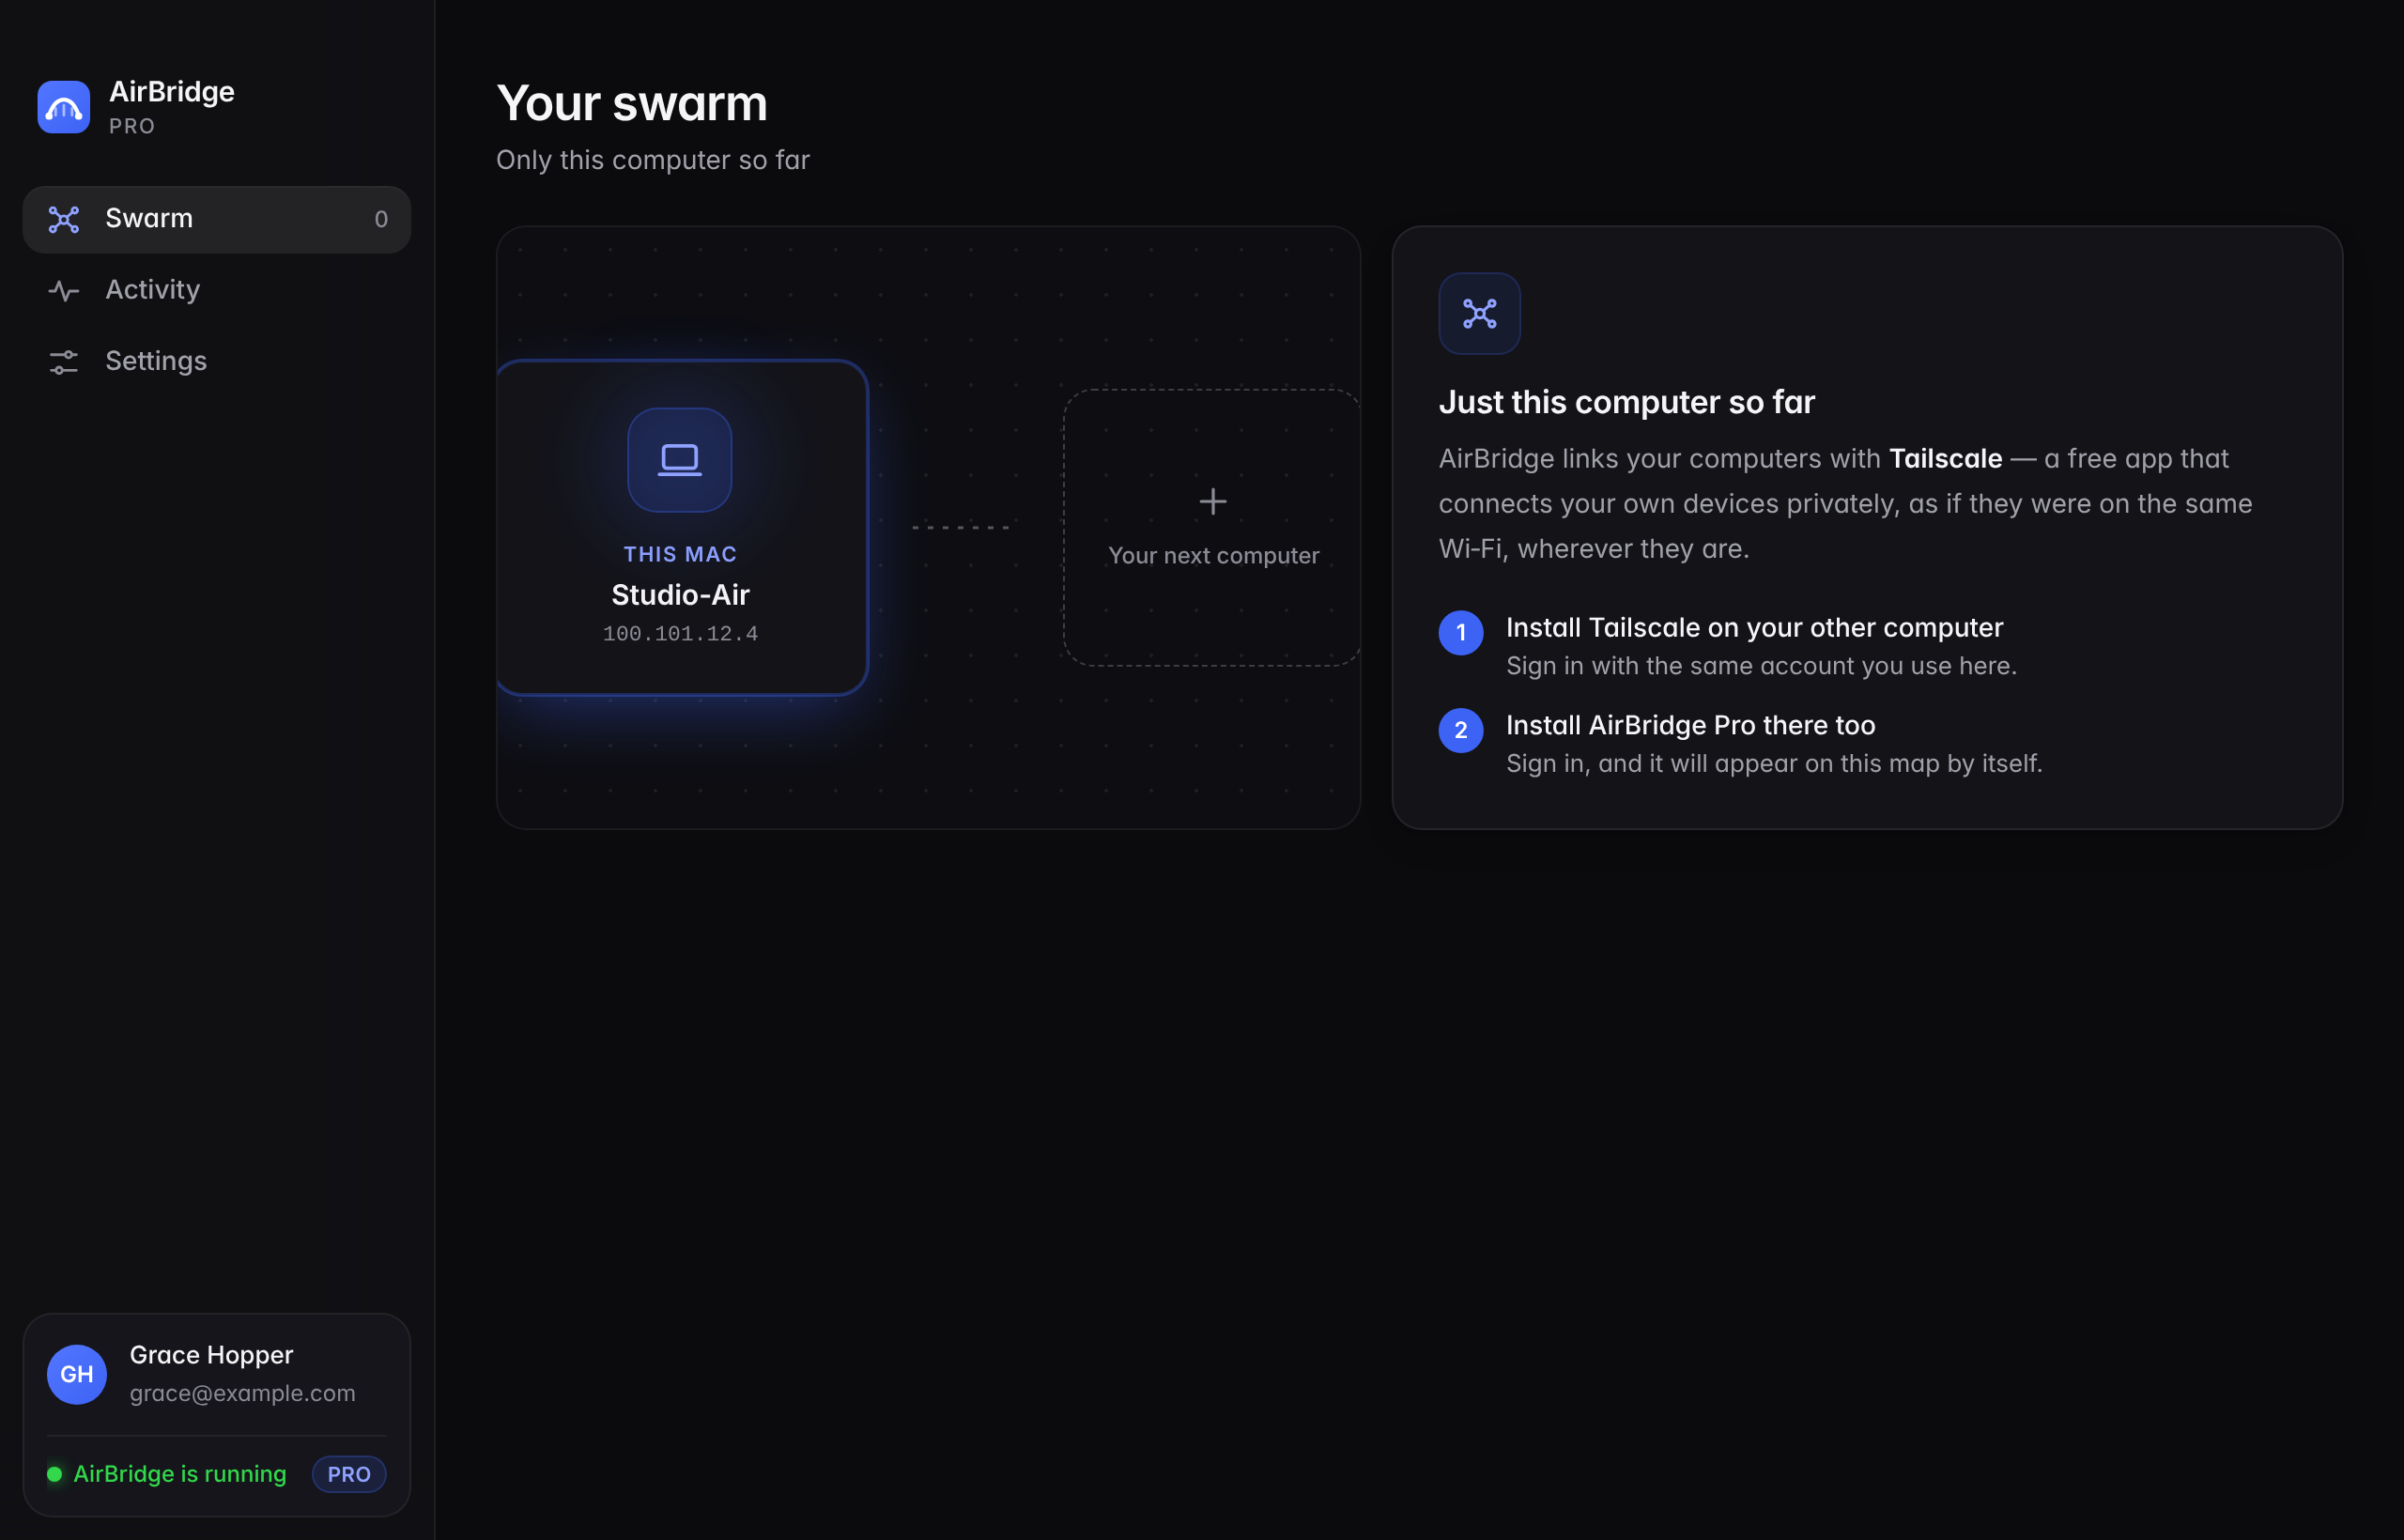 AirBridge
PRO
Swarm 0
Activity
Settings
Your swarm
Only this computer so far
THIS MAC
Studio-Air
100.101.12.4
Your next computer
Just this computer so far
AirBridge links your computers with Tailscale — a free app that
connects your own devices privately, as if they were on the same
Wi-Fi, wherever they are.
1 Install Tailscale on your other computer
Sign in with the same account you use here.
2 Install AirBridge Pro there too
Sign in, and it will appear on this map by itself.
GH
Grace Hopper
grace@example.com
AirBridge is running PRO